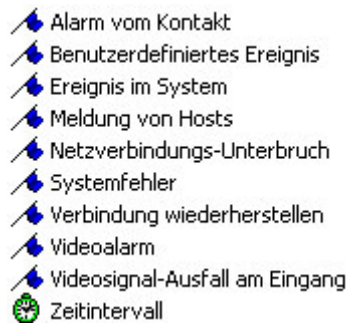 Alarm vom Kontakt
Benutzerdefiniertes Ereignis
Ereignis im System
Meldung von Hosts
Netzverbindungs-Unterbruch
Systemfehler
Verbindung wiederherstellen
Videoalarm
Videosignal-Ausfall am Eingang
Zeitintervall